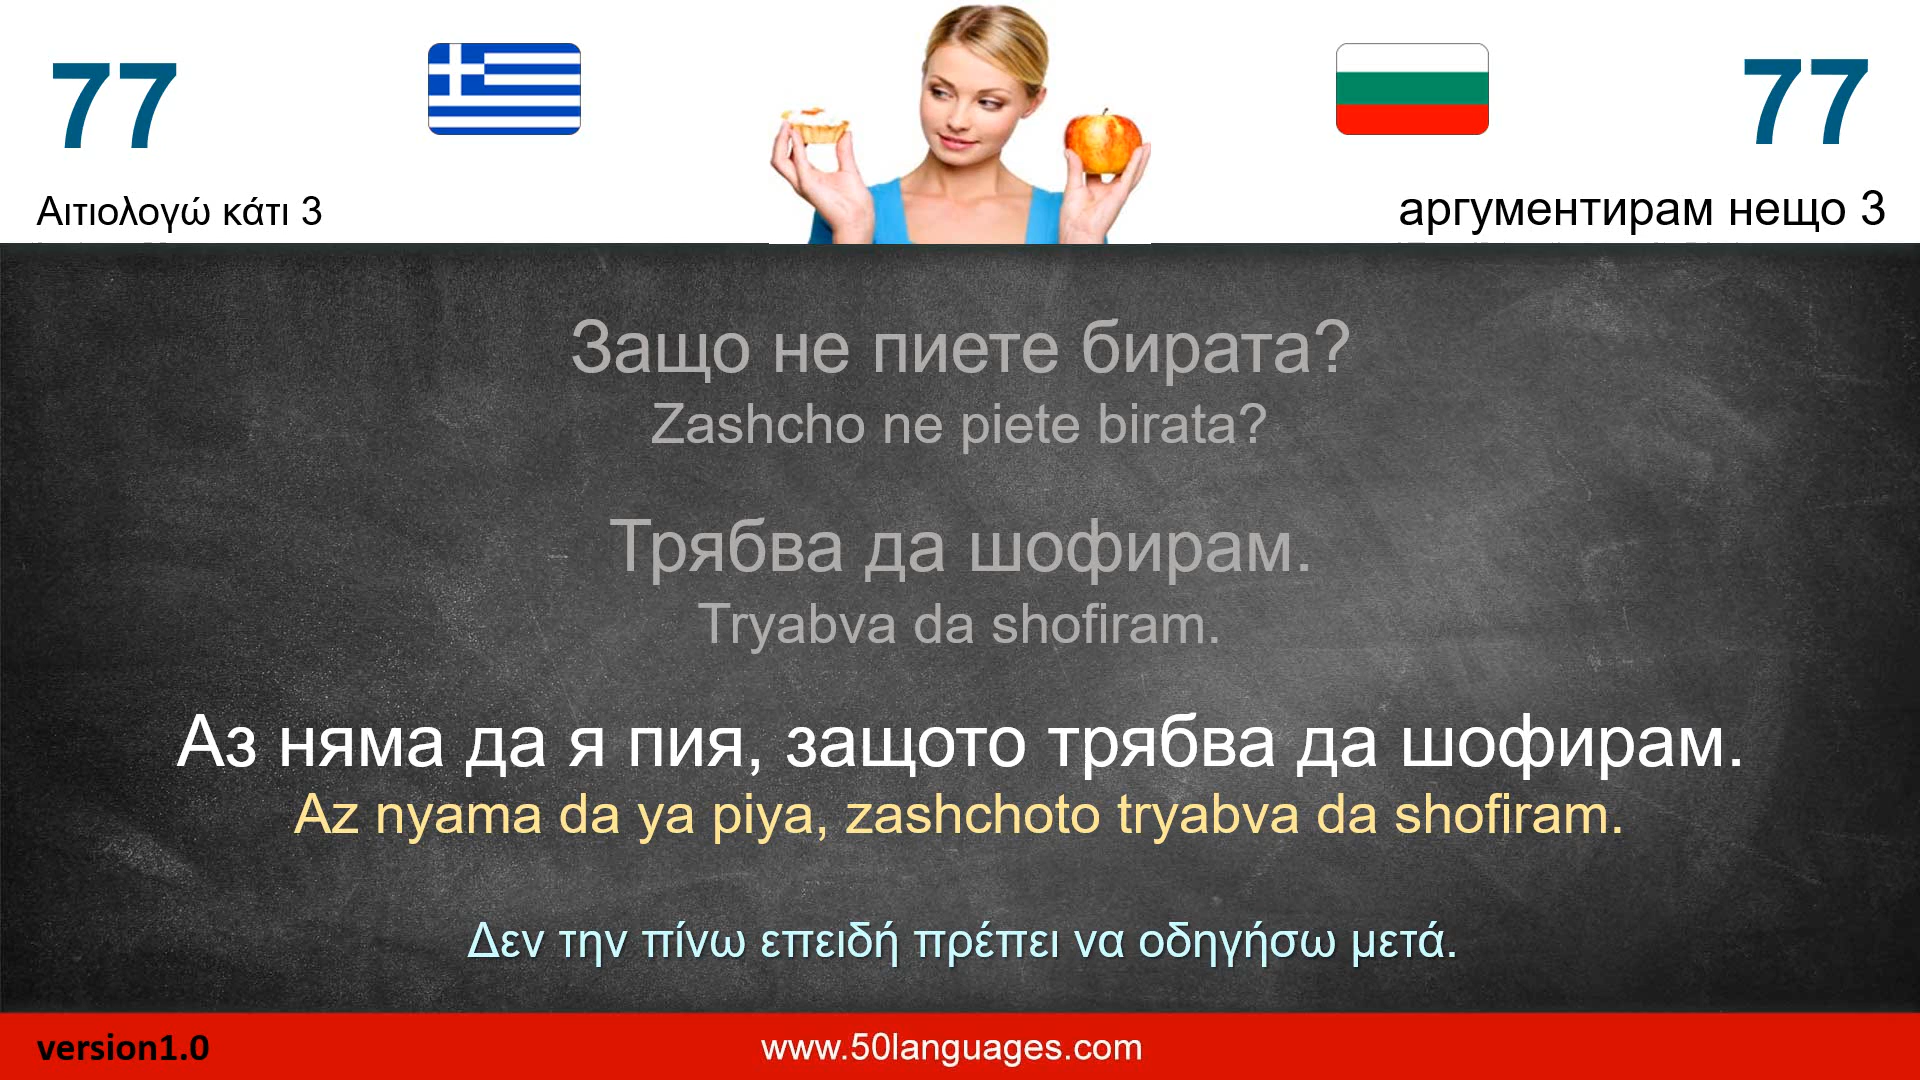 77
77
Αιτιολογώ κάτι 3
аргументирам нещо 3
Защо не пиете бирата?
Zashcho ne piete birata?
Трябва да шофирам.
Tryabva da shofiram.
Аз няма да я пия, защото трябва да шофирам.
Az nyama da ya piya, zashchoto tryabva da shofiram.
Δεν την πίνω επειδή πρέπει να οδηγήσω μετά.
version1.0
www.50languages.com